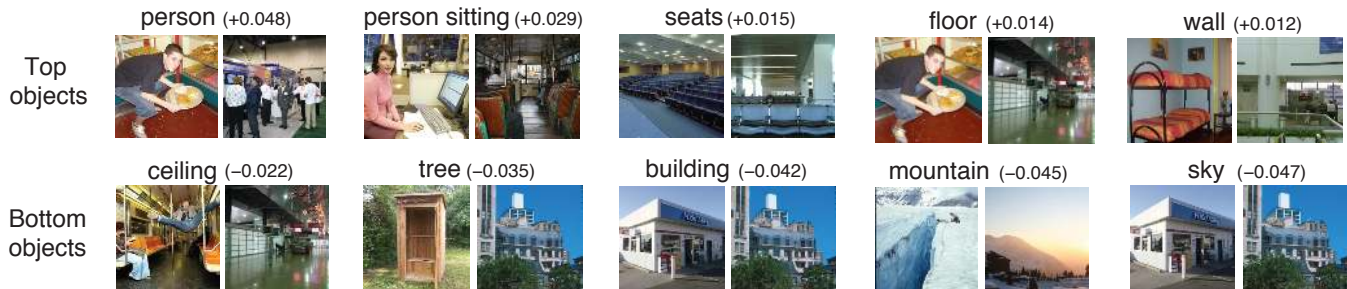 person (+0.048) person sitting (+0.029) seats (+0.015) floor (+0.014) wall (+0.012)
Top
objects
ceiling (−0.022) tree (−0.035) building (−0.042) mountain (−0.045) sky (−0.047)
Bottom
objects